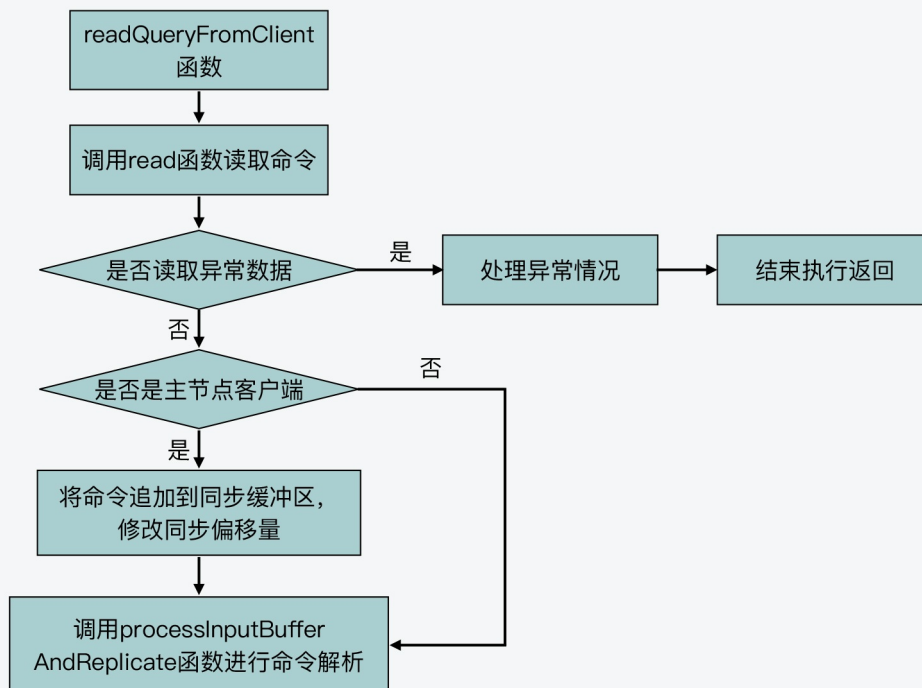 readQueryFromClient
函数
调用read函数读取命令
是否读取异常数据
是
处理异常情况
结束执行返回
否
是否是主节点客户端
否
是
将命令追加到同步缓冲区，
修改同步偏移量
调用processInputBuffer
AndReplicate函数进行命令解析